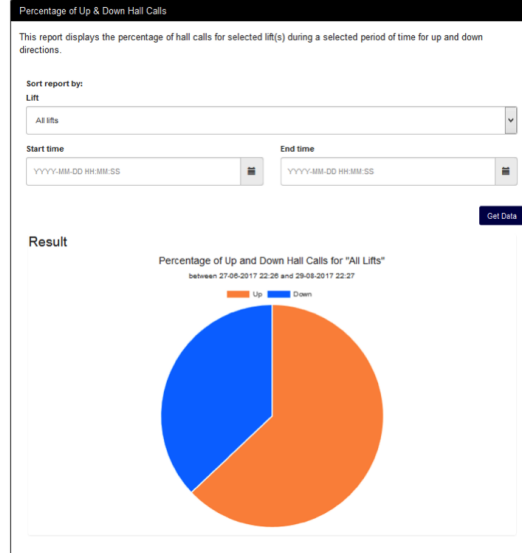 Percentage of Up & Down Hall Calls
This report displays the percentage of hall calls for selected lift(s) during a selected period of time for up and down
directions.
Sort report by:
Lift
All lifts
Start time
End time
YYYY-MM-DD HH:MM:SS
YYYY-MM-DD HH:MM:SS
Get Data
Result
Percentage of Up and Down Hall Calls for "All Lifts"
between 27-06-2017 22:26 and 29-08-2017 22:27
Up
Down